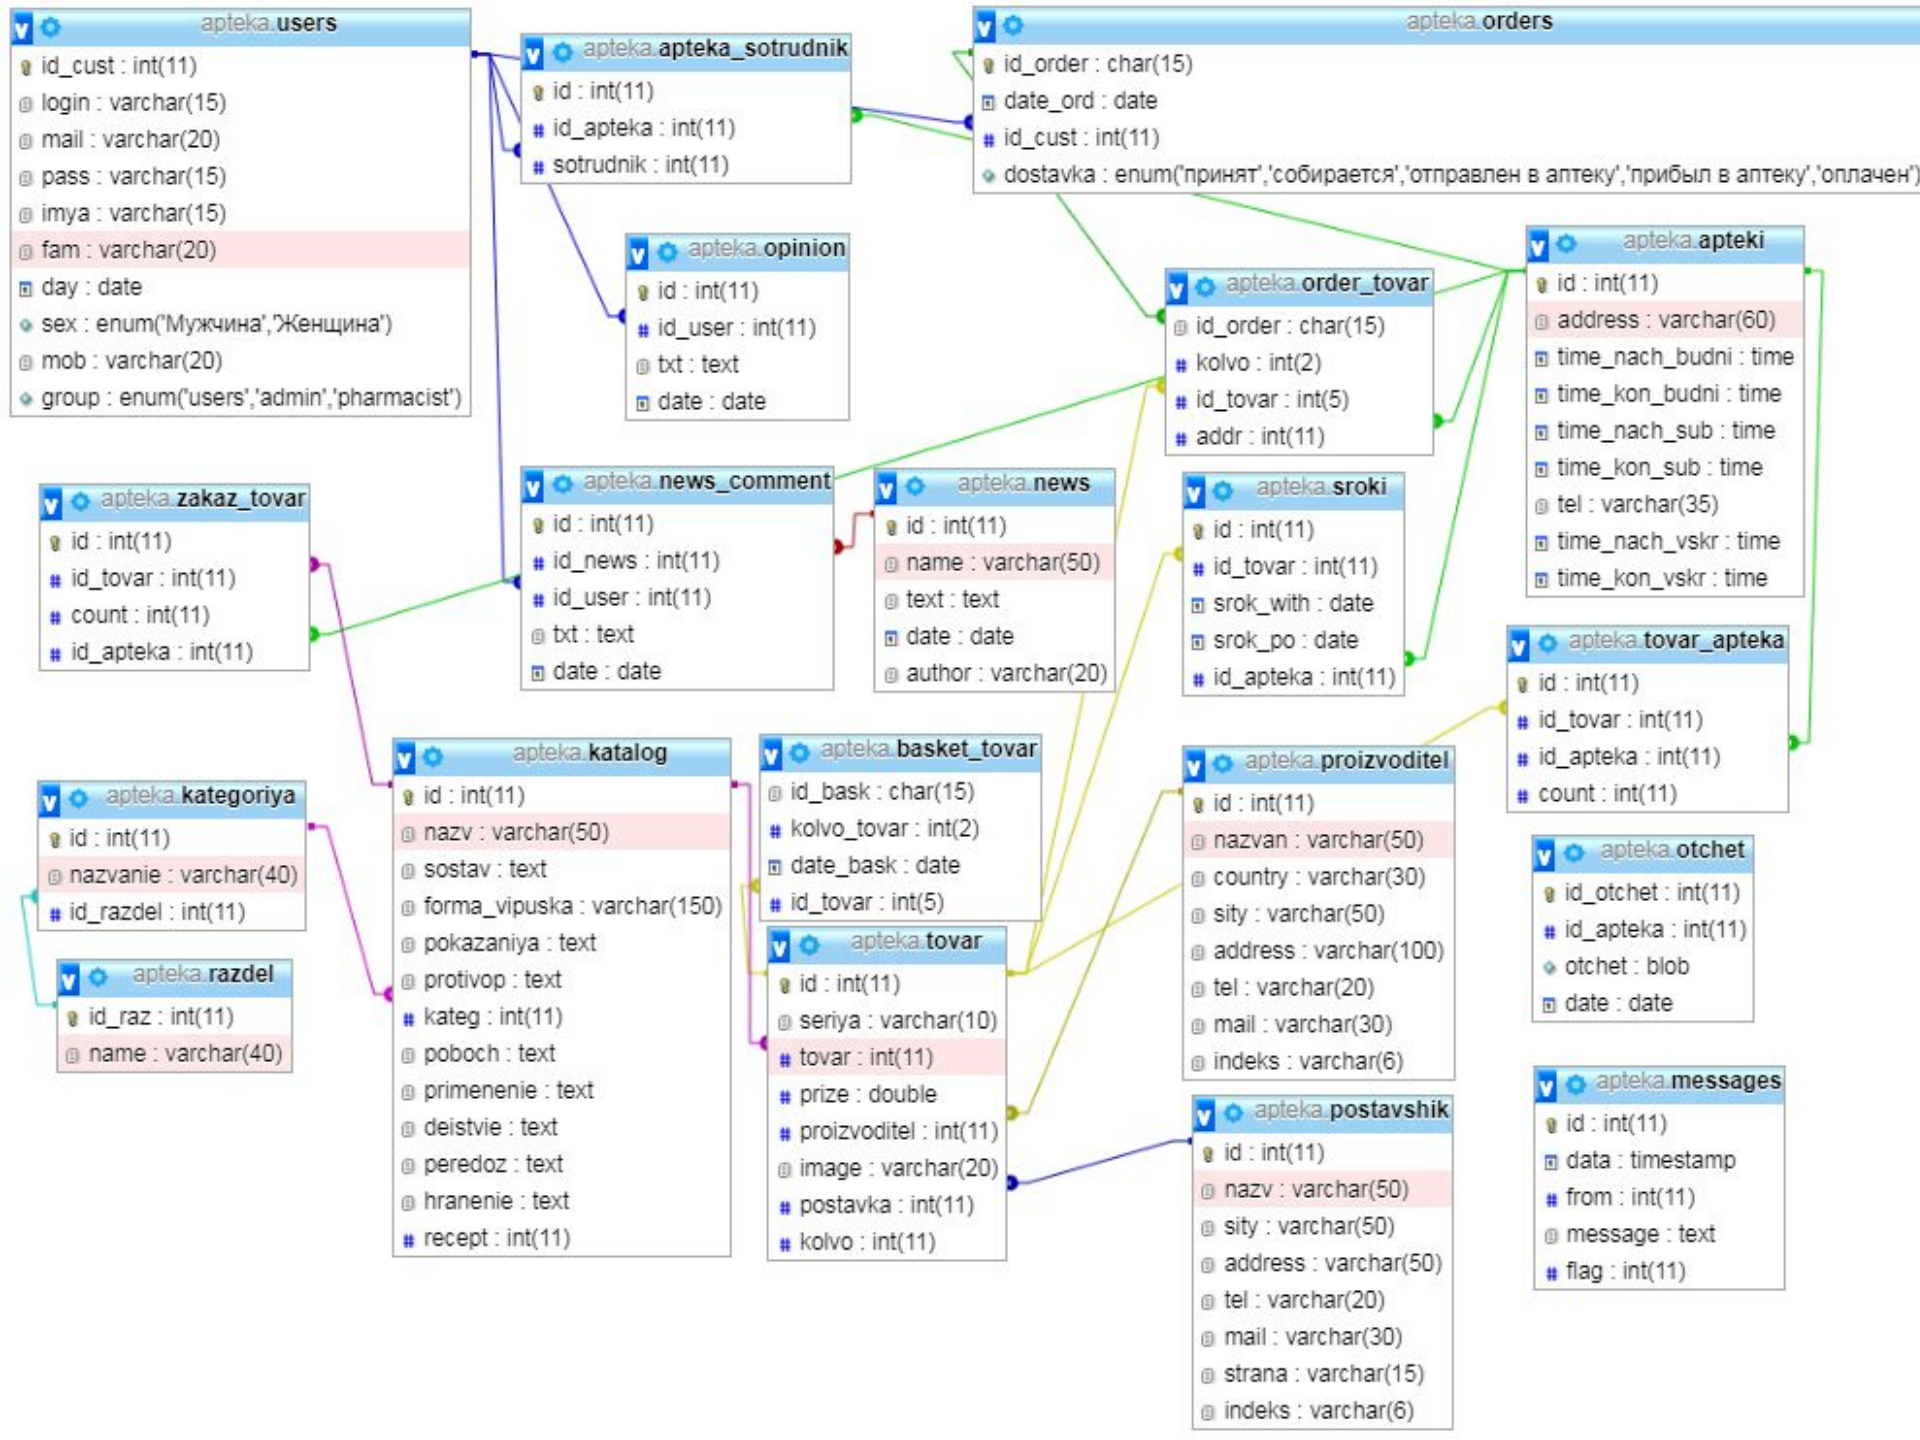 apteka.users
id_cust : int(11)
login : varchar(15)
mail : varchar(20)
pass : varchar(15)
imya : varchar(15)
fam : varchar(20)
day : date
sex : enum('Мужчина','Женщина')
mob : varchar(20)
group : enum('users','admin','pharmacist')
apteka.apteka_sotrudnik
id : int(11)
id_apteka : int(11)
sotrudnik : int(11)
apteka.orders
id_order : char(15)
date_ord : date
id_cust : int(11)
dostavka : enum('принят','собирается','отправлен в аптеку','прибыл в аптеку','оплачен')
apteka.opinion
id : int(11)
id_user : int(11)
txt : text
date : date
apteka.order_tovar
id_order : char(15)
kolvo : int(2)
id_tovar : int(5)
addr : int(11)
apteka.apteki
id : int(11)
address : varchar(60)
time_nach_budni : time
time_kon_budni : time
time_nach_sub : time
time_kon_sub : time
tel : varchar(35)
time_nach_vskr : time
time_kon_vskr : time
apteka.zakaz_tovar
id : int(11)
id_tovar : int(11)
count : int(11)
id_apteka : int(11)
apteka.news_comment
id : int(11)
id_news : int(11)
id_user : int(11)
txt : text
date : date
apteka.news
id : int(11)
name : varchar(50)
text : text
date : date
author : varchar(20)
apteka.sroki
id : int(11)
id_tovar : int(11)
srok_with : date
srok_po : date
id_apteka : int(11)
apteka.tovar_apteka
id : int(11)
id_tovar : int(11)
id_apteka : int(11)
count : int(11)
apteka.kategoriya
id : int(11)
nazvanie : varchar(40)
id_razdel : int(11)
apteka.razdel
id_raz : int(11)
name : varchar(40)
apteka.katalog
id : int(11)
nazv : varchar(50)
sostav : text
forma_vipuska : varchar(150)
pokazaniya : text
protivop : text
kateg : int(11)
poboch : text
primenenie : text
deistvie : text
peredoz : text
hranenie : text
recept : int(11)
apteka.basket_tovar
id_bask : char(15)
kolvo_tovar : int(2)
date_bask : date
id_tovar : int(5)
apteka.tovar
id : int(11)
seriya : varchar(10)
tovar : int(11)
prize : double
proizvoditel : int(11)
image : varchar(20)
postavka : int(11)
kolvo : int(11)
apteka.proizvoditel
id : int(11)
nazvan : varchar(50)
country : varchar(30)
sity : varchar(50)
address : varchar(100)
tel : varchar(20)
mail : varchar(30)
indeks : varchar(6)
apteka.postavshik
id : int(11)
nazv : varchar(50)
sity : varchar(50)
address : varchar(50)
tel : varchar(20)
mail : varchar(30)
strana : varchar(15)
indeks : varchar(6)
apteka.otchet
id_otchet : int(11)
id_apteka : int(11)
otchet : blob
date : date
apteka.messages
id : int(11)
data : timestamp
from : int(11)
message : text
flag : int(11)